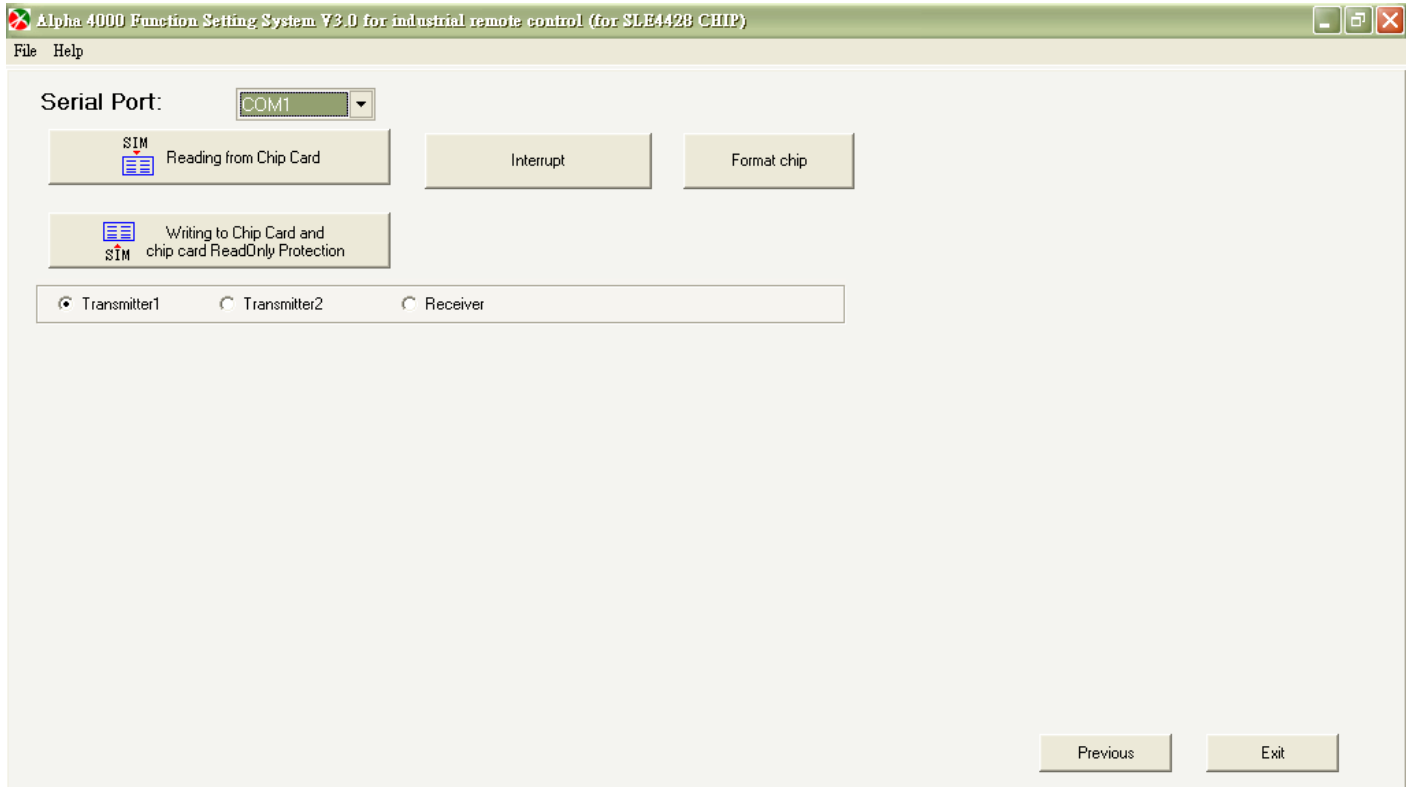 Alpha 4000 Function Setting System V3.0 for industrial remote control (for SLE4428 CHIP)
File Help
Serial Port: COM1
SIM
Reading from Chip Card
Interrupt
Format chip
Writing to Chip Card and
SIM chip card ReadOnly Protection
Transmitter1 Transmitter2 Receiver
Previous Exit